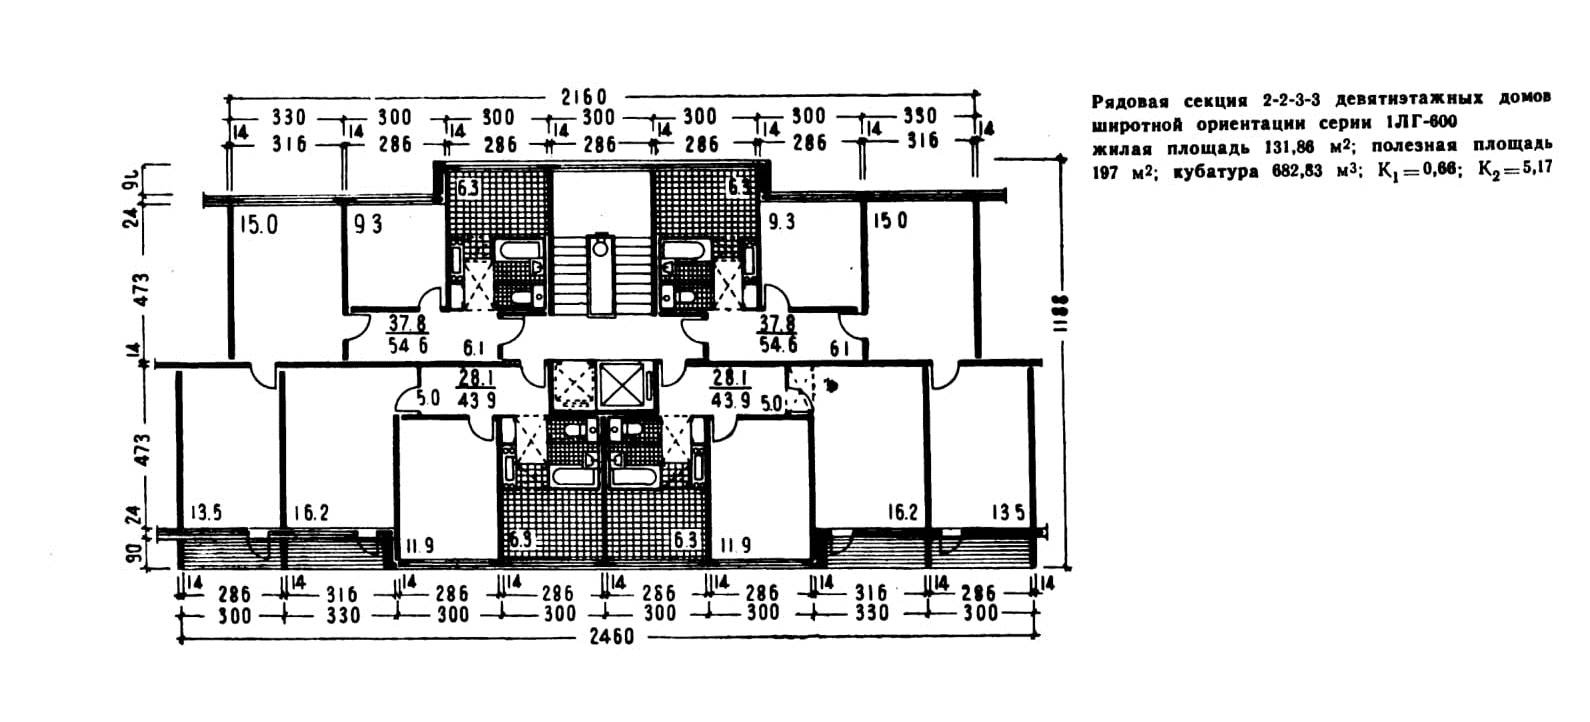 2160
330 300 300 300 300 300 330
14 14 14 14 14 14 14 14
316 286 286 286 286 286 316
Рядовая секция 2-2-3-3 девятиэтажных домов
широтной ориентации серии 1ЛГ-600
жилая площадь 131,86 м²; полезная площадь
197 м²; кубатура 682,83 м³; К₁=0,66; К₂=5,17
24
473
14
473
24
90
1188
6.3 6.3
15.0 9 3 9.3 15 0
37.8 37.8
54 6 6.1 54.6 6 1
28.1 28.1
5.0 43 9 43.9 5.0
13.5 16.2 16.2 13 5
11.9 6.3 6.3 11 9
14 14 14 14 14 14 14 14 14
286 316 286 286 286 286 316 286
300 330 300 300 300 300 330 300
2460